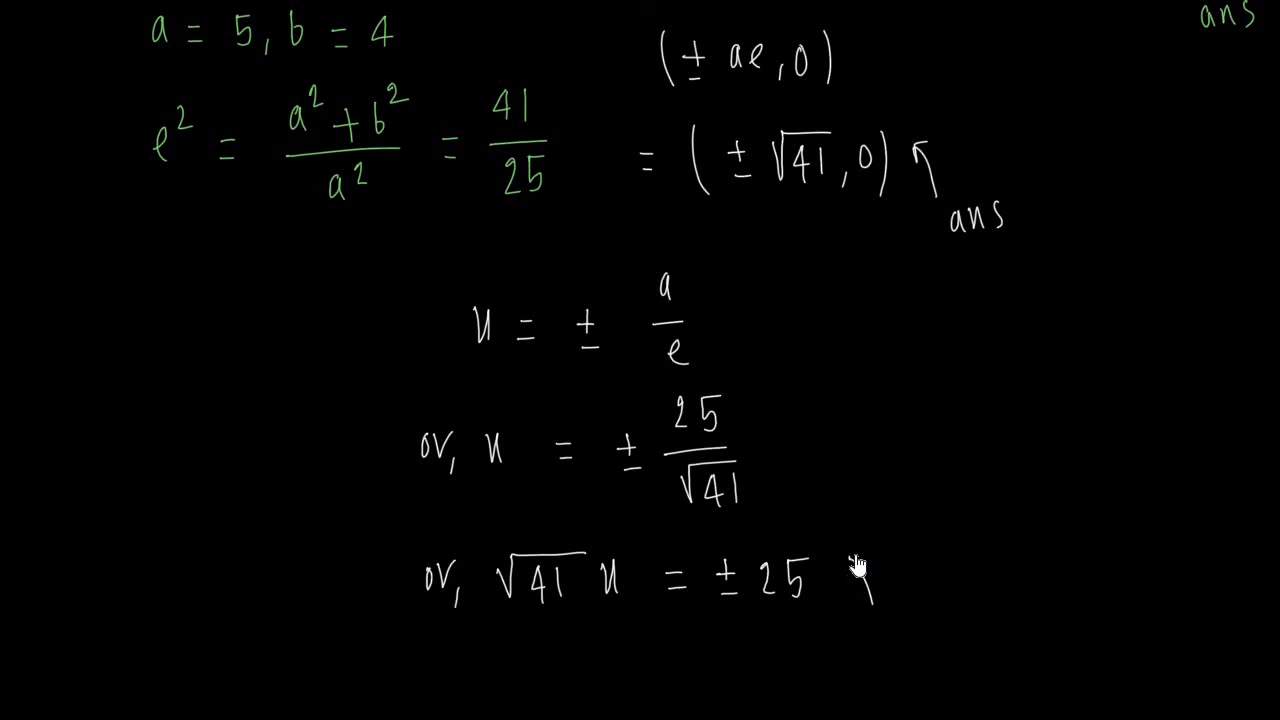 ans
a = 5, b = 4
(± ae, 0)
e² = (a² + b²)/a² = 41/25
= (± √41, 0)
ans
x = ± a/e
or, x = ± 25/√41
or, √41 x = ± 25